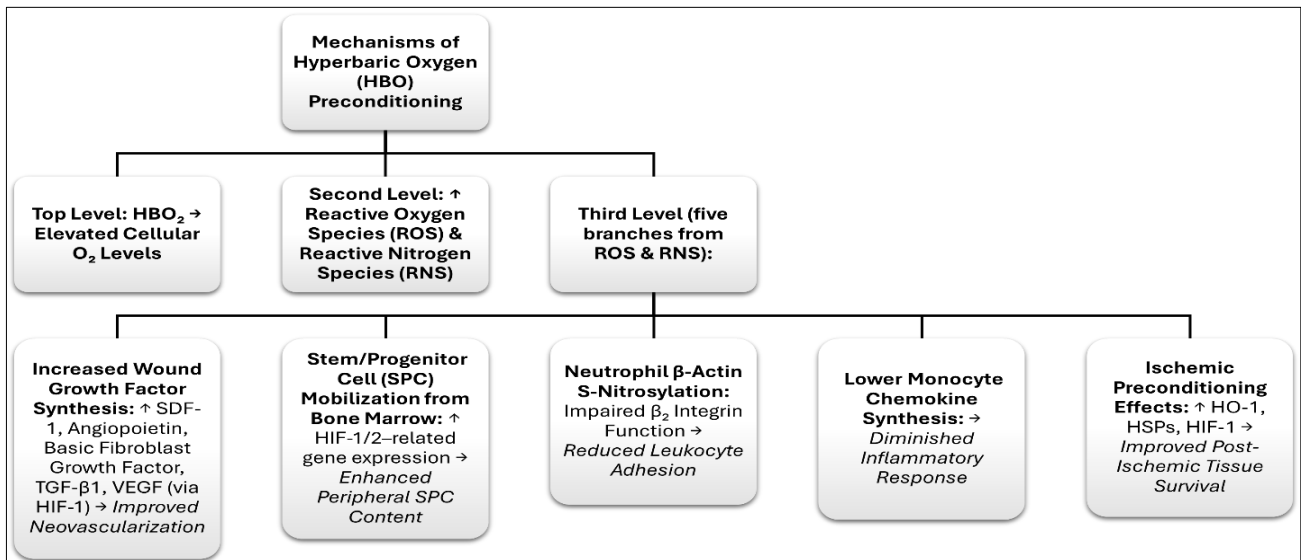 Mechanisms of
Hyperbaric Oxygen
(HBO)
Preconditioning
Top Level: HBO₂ →
Elevated Cellular
O₂ Levels
Second Level: ↑
Reactive Oxygen
Species (ROS) &
Reactive Nitrogen
Species (RNS)
Third Level (five
branches from
ROS & RNS):
Increased Wound
Growth Factor
Synthesis: ↑ SDF-
1, Angiopoietin,
Basic Fibroblast
Growth Factor,
TGF-β1, VEGF (via
HIF-1) → Improved
Neovascularization
Stem/Progenitor
Cell (SPC)
Mobilization from
Bone Marrow: ↑
HIF-1/2–related
gene expression →
Enhanced
Peripheral SPC
Content
Neutrophil β-Actin
S-Nitrosylation:
Impaired β₂ Integrin
Function →
Reduced Leukocyte
Adhesion
Lower Monocyte
Chemokine
Synthesis: →
Diminished
Inflammatory
Response
Ischemic
Preconditioning
Effects: ↑ HO-1,
HSPs, HIF-1 →
Improved Post-
Ischemic Tissue
Survival